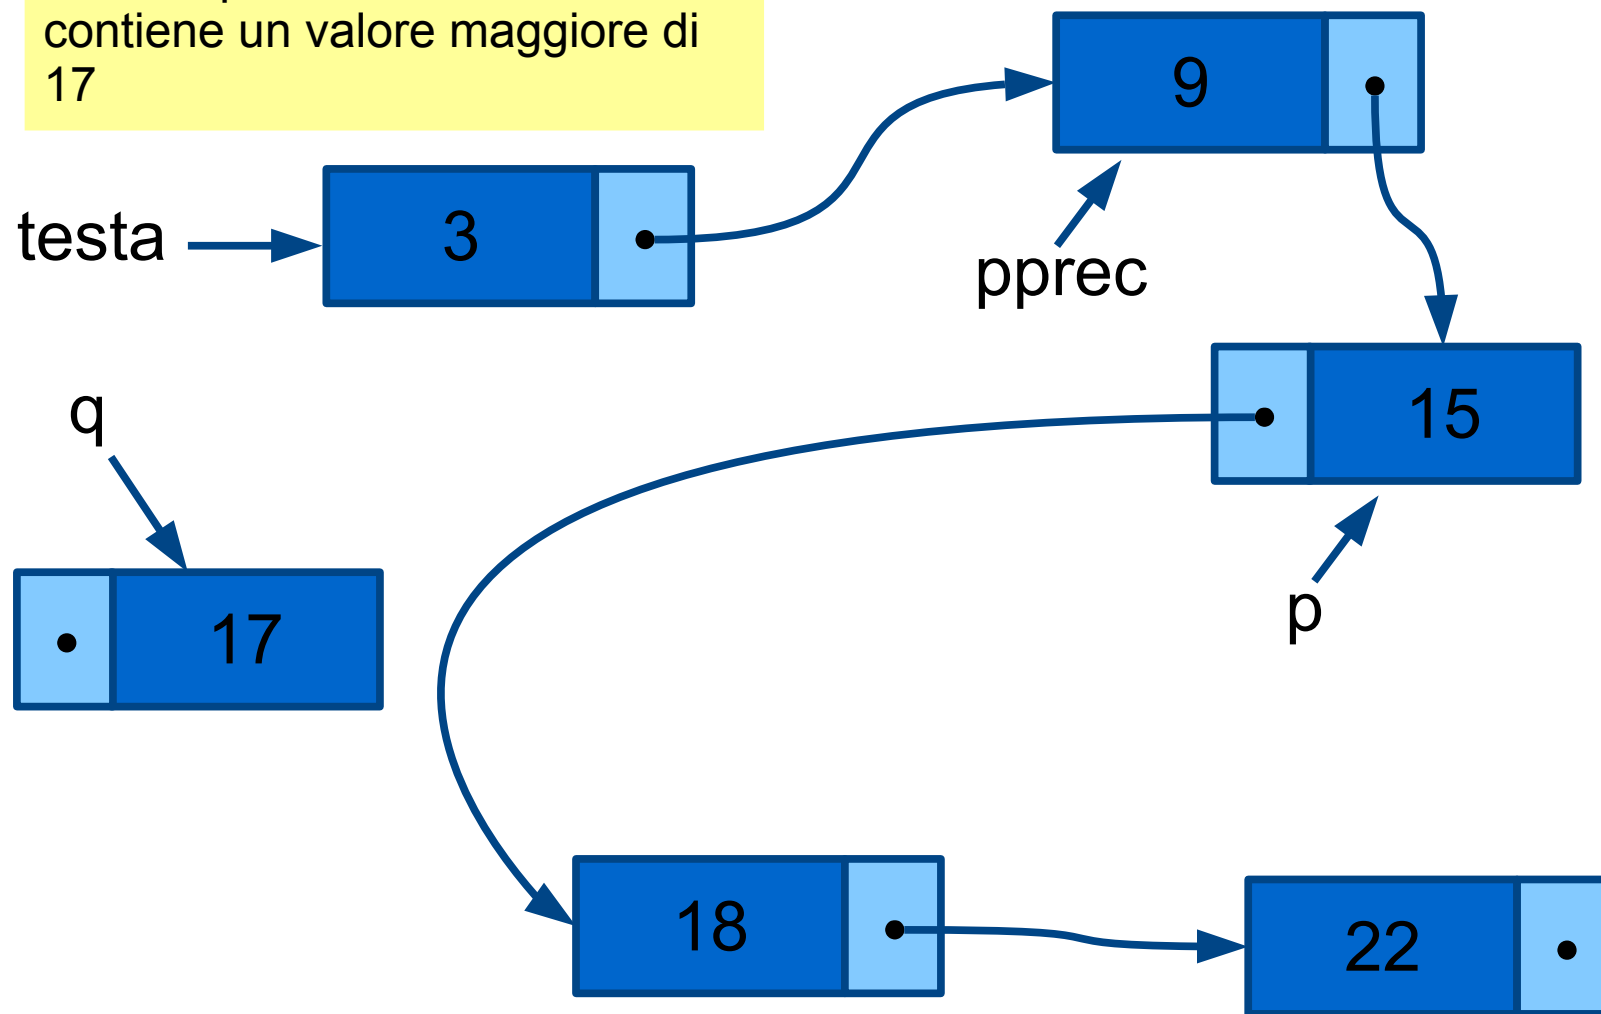 contiene un valore maggiore di
17
9
testa
3
pprec
q
15
17
p
18
22